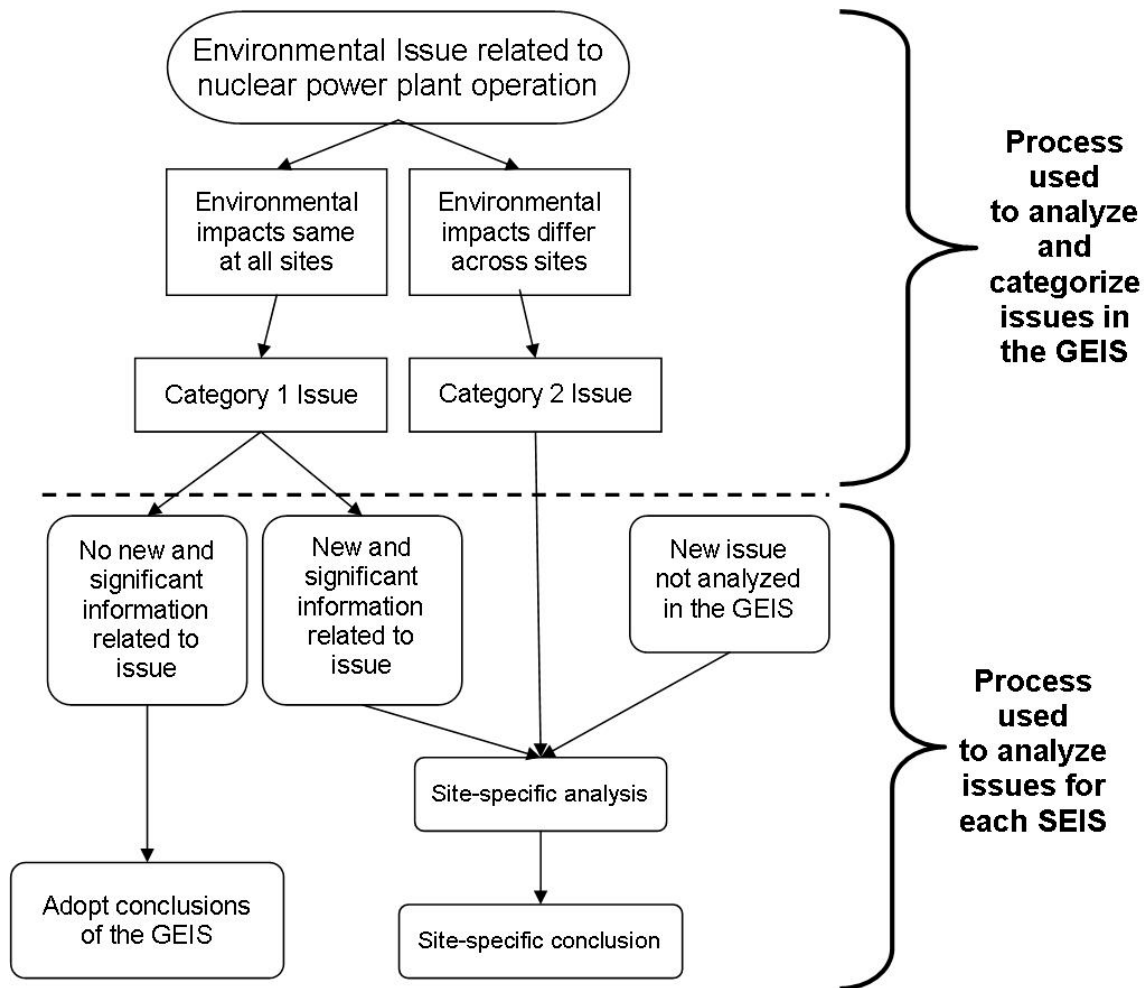 Environmental Issue related to
nuclear power plant operation
Environmental
impacts same
at all sites
Environmental
impacts differ
across sites
Category 1 Issue
Category 2 Issue
Process
used
to analyze
and
categorize
issues in
the GEIS
No new and
significant
information
related to
issue
New and
significant
information
related to
issue
New issue
not analyzed
in the GEIS
Site-specific analysis
Adopt conclusions
of the GEIS
Site-specific conclusion
Process
used
to analyze
issues for
each SEIS